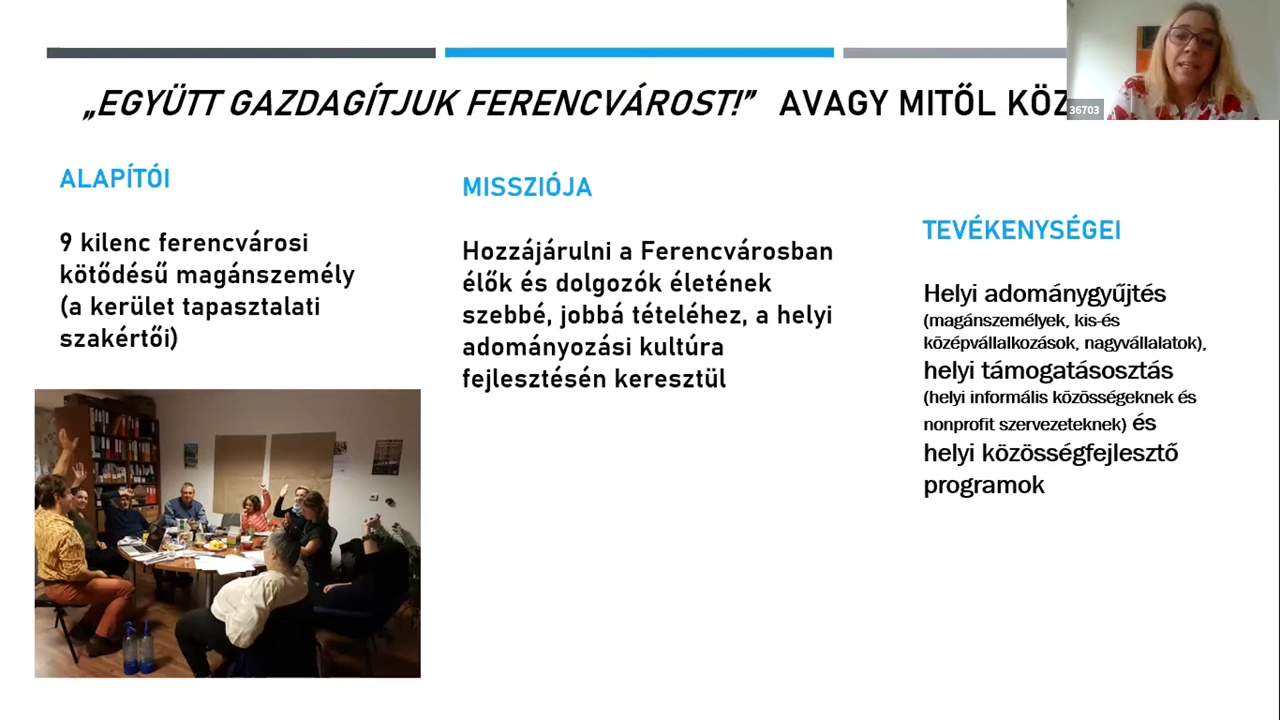 „EGYÜTT GAZDAGÍTJUK FERENCVÁROST!” AVAGY MITŐL KÖZ
36703
ALAPÍTÓI
9 kilenc ferencvárosi
kötődésű magánszemély
(a kerület tapasztalati
szakértői)
MISSZIÓJA
Hozzájárulni a Ferencvárosban
élők és dolgozók életének
szebbé, jobbá tételéhez, a helyi
adományozási kultúra
fejlesztésén keresztül
TEVÉKENYSÉGEI
Helyi adománygyűjtés
(magánszemélyek, kis-és
középvállalkozások, nagyvállalatok),
helyi támogatásosztás
(helyi informális közösségeknek és
nonprofit szervezeteknek) és
helyi közösségfejlesztő
programok